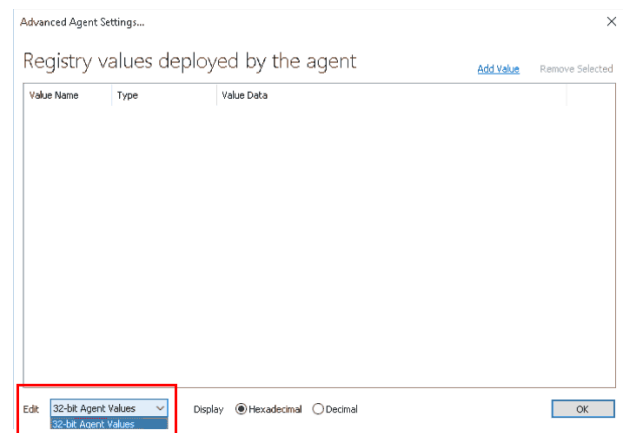 Advanced Agent Settings...
Registry values deployed by the agent
Add Value Remove Selected
Value Name Type Value Data
Edit 32-bit Agent Values Display Hexadecimal Decimal OK
32-bit Agent Values